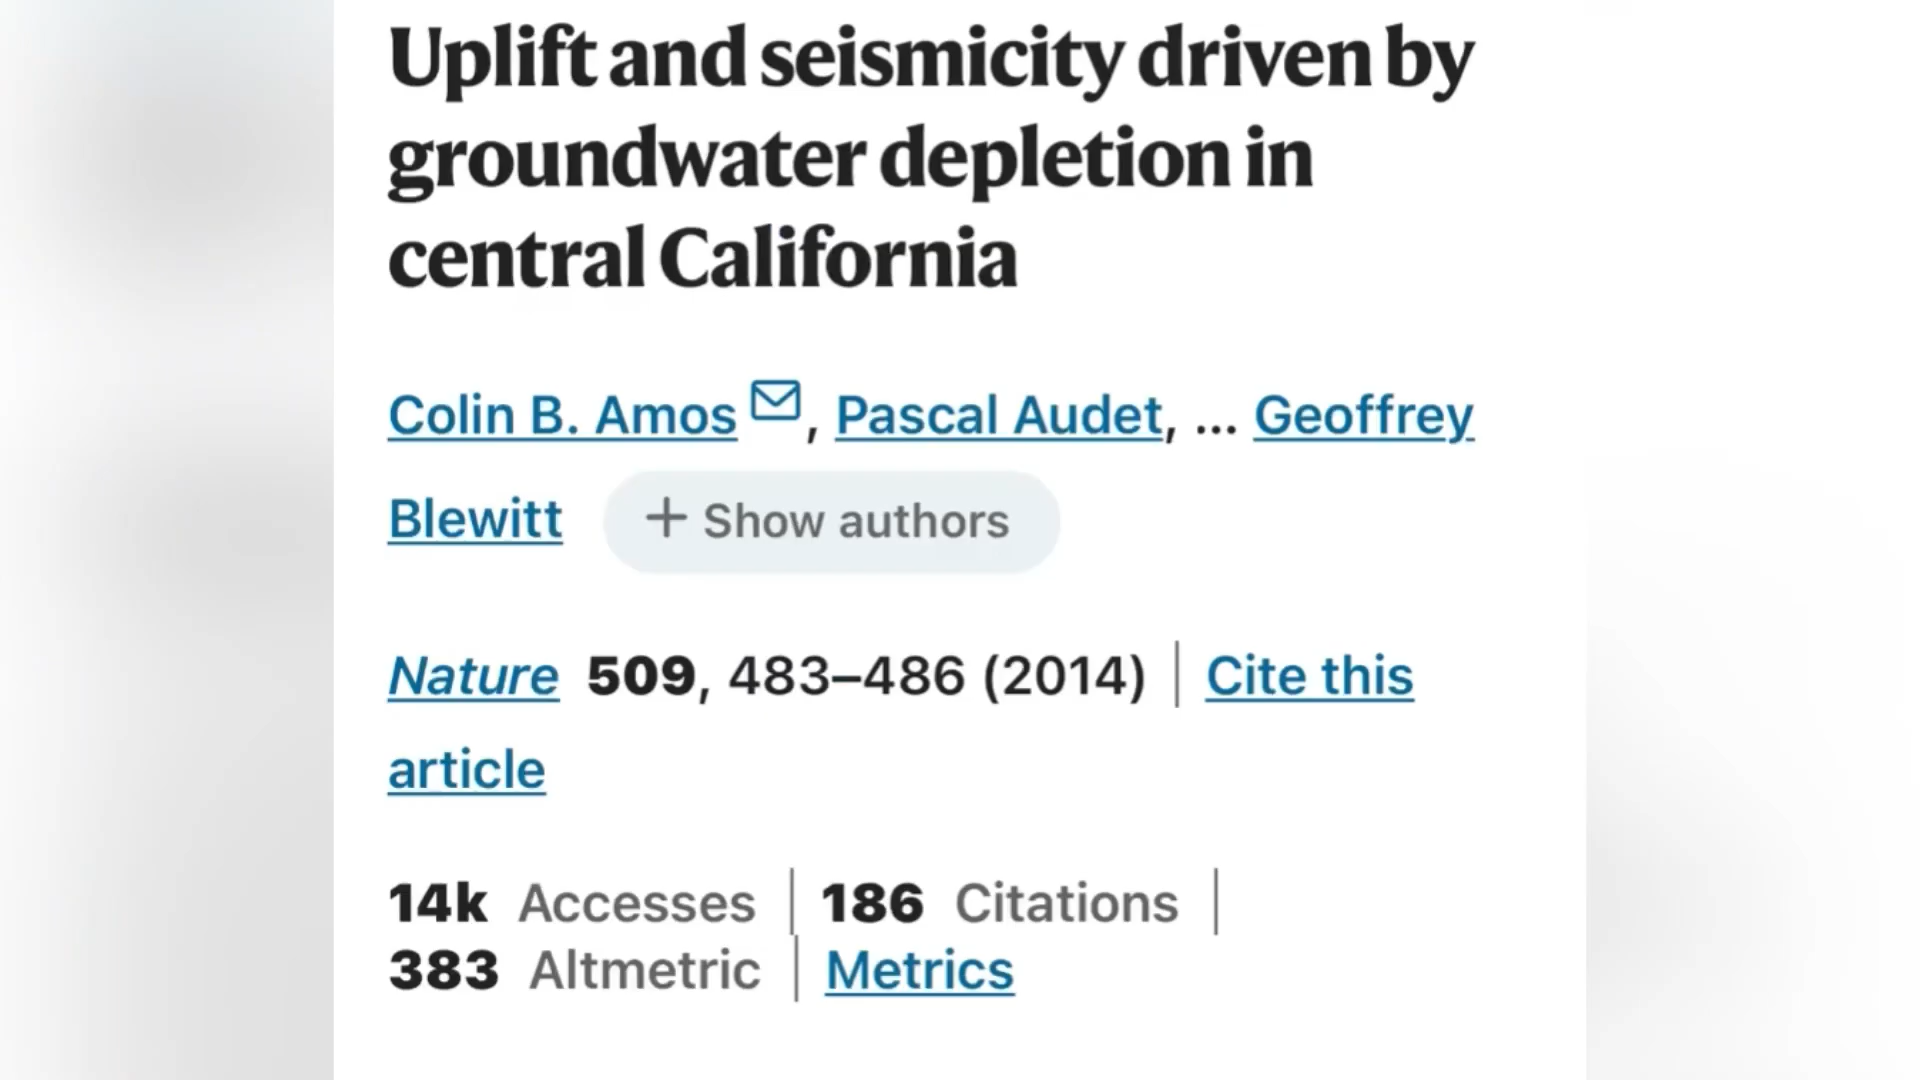 Uplift and seismicity driven by
groundwater depletion in
central California
Colin B. Amos, Pascal Audet, ... Geoffrey
Blewitt + Show authors
Nature 509, 483–486 (2014) | Cite this
article
14k Accesses | 186 Citations |
383 Altmetric | Metrics